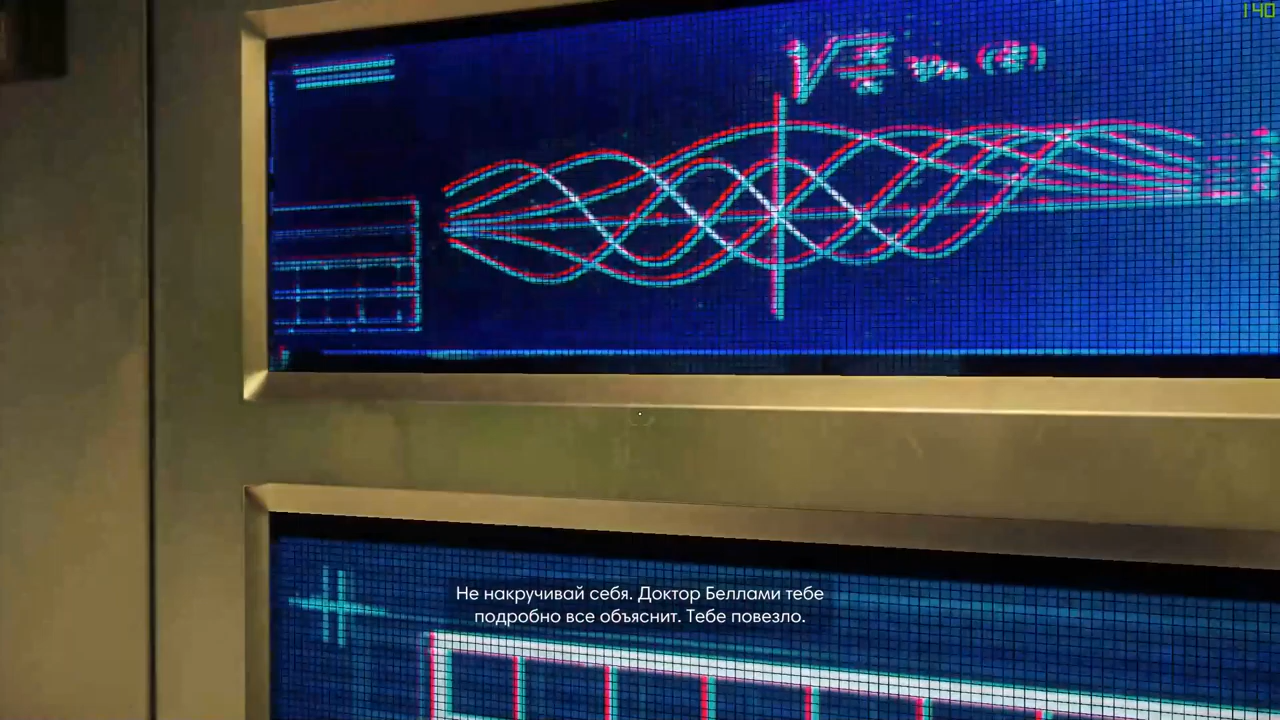 140
Не накручивай себя. Доктор Беллами тебе
подробно все объяснит. Тебе повезло.